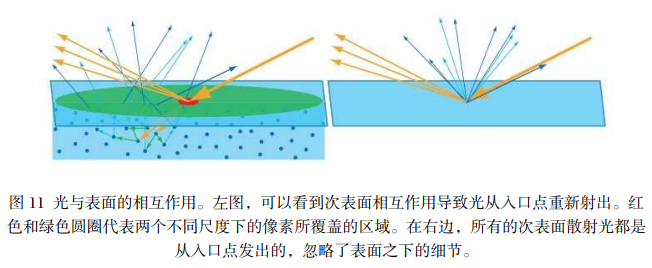 图 11 光与表面的相互作用。左图，可以看到次表面相互作用导致光从入口点重新射出。红
色和绿色圆圈代表两个不同尺度下的像素所覆盖的区域。在右边，所有的次表面散射光都是
从入口点发出的，忽略了表面之下的细节。